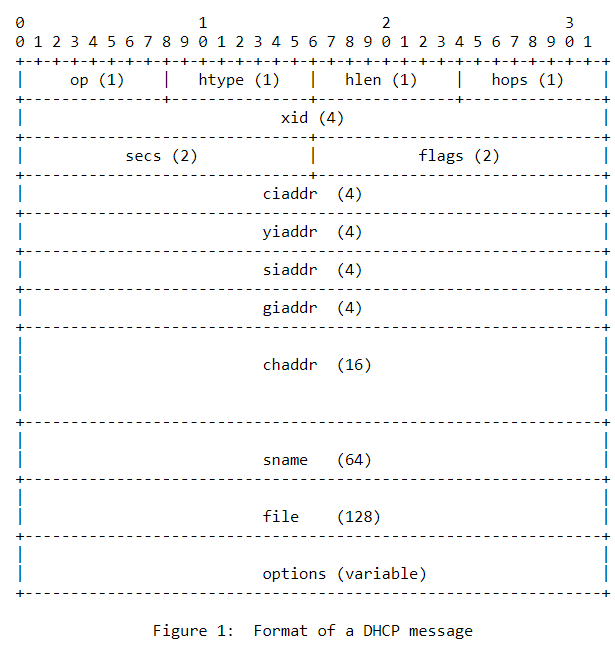 0                   1                   2                   3
0 1 2 3 4 5 6 7 8 9 0 1 2 3 4 5 6 7 8 9 0 1 2 3 4 5 6 7 8 9 0 1
op (1) | htype (1) | hlen (1) | hops (1)
xid (4)
secs (2) | flags (2)
ciaddr (4)
yiaddr (4)
siaddr (4)
giaddr (4)
chaddr (16)
sname (64)
file (128)
options (variable)
Figure 1: Format of a DHCP message